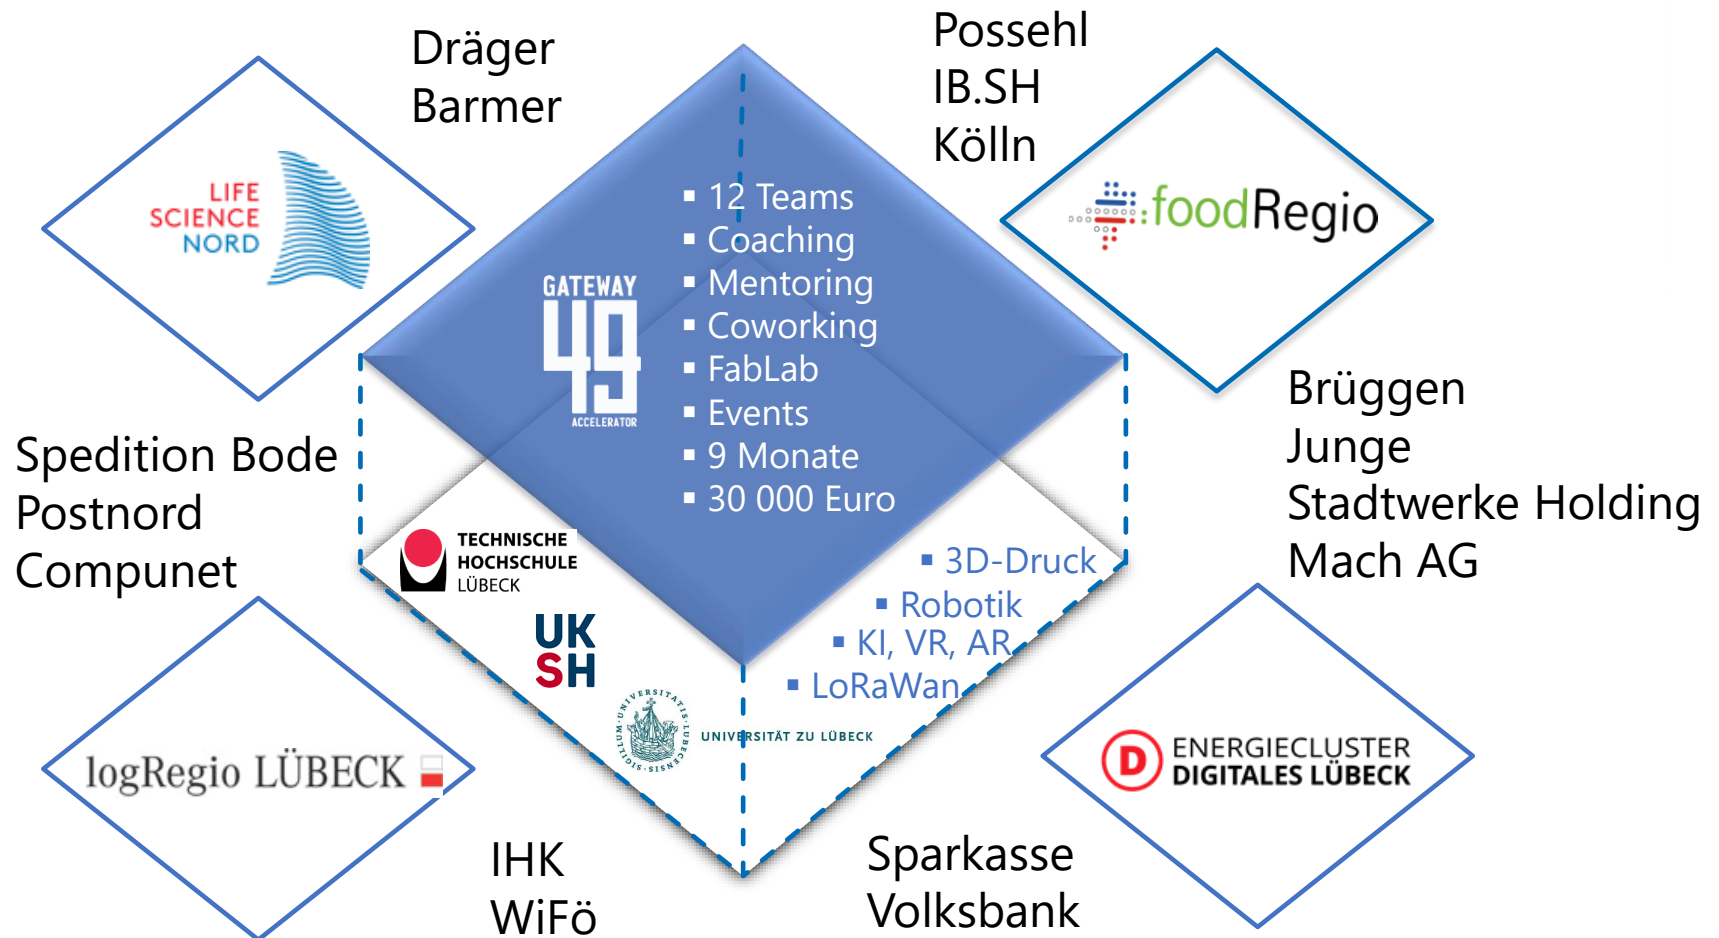 Dräger
Barmer
Possehl
IB.SH
Kölln
LIFE
SCIENCE
NORD
foodRegio
GATEWAY
49
ACCELERATOR
▪ 12 Teams
▪ Coaching
▪ Mentoring
▪ Coworking
▪ FabLab
▪ Events
▪ 9 Monate
▪ 30 000 Euro
Spedition Bode
Postnord
Compunet
Brüggen
Junge
Stadtwerke Holding
Mach AG
TECHNISCHE
HOCHSCHULE
LÜBECK
UK
SH
SIGILLUM·UNIVERSITATIS·LUBECENSIS
UNIVERSITÄT ZU LÜBECK
▪ 3D-Druck
▪ Robotik
▪ KI, VR, AR
▪ LoRaWan
logRegio LÜBECK
D
ENERGIECLUSTER
DIGITALES LÜBECK
IHK
WiFö
Sparkasse
Volksbank